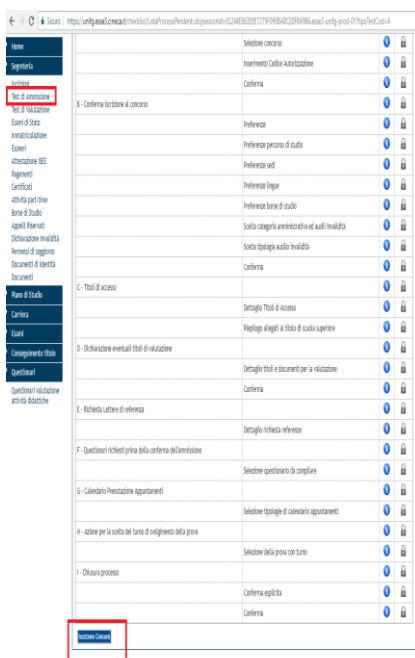 Sicuro | https://unifg.esse3.cineca.it
Home
Segreteria
Iscrizioni
Test di Ammissione
Test di Valutazione
Esami di Stato
Immatricolazione
Esoneri
Attestazione ISEE
Pagamenti
Certificati
Attività part-time
Borse di Studio
Appelli Riservati
Dichiarazione Invalidità
Permessi di soggiorno
Documenti di Identità
Documenti
Piano di Studio
Carriera
Esami
Conseguimento titolo
Questionari
Questionari valutazione
attività didattiche
Selezione concorso
Inserimento Codice Autorizzazione
Conferma
B - Conferma iscrizione al concorso
Preferenze
Preferenze percorso di studio
Preferenze sedi
Preferenze lingue
Preferenze borse di studio
Scelta categoria amministrativa ed ausili invalidità
Scelta tipologia ausilio invalidità
Conferma
C - Titoli di accesso
Dettaglio Titoli di Accesso
Riepilogo allegati al titolo di scuola superiore
D - Dichiarazione eventuali titoli di valutazione
Dettaglio titoli e documenti per la valutazione
Conferma
E - Richiesta Lettere di referenza
Dettaglio richiesta referenze
F - Questionari richiesti prima della conferma dell'ammissione
Selezione questionario da compilare
G - Calendario Prenotazione Appuntamenti
Selezione tipologie di calendario appuntamenti
H - Azione per la scelta del turno di svolgimento della prova
Selezione della prova con turno
I - Chiusura processo
Conferma esplicita
Conferma
Iscrizione Concorsi